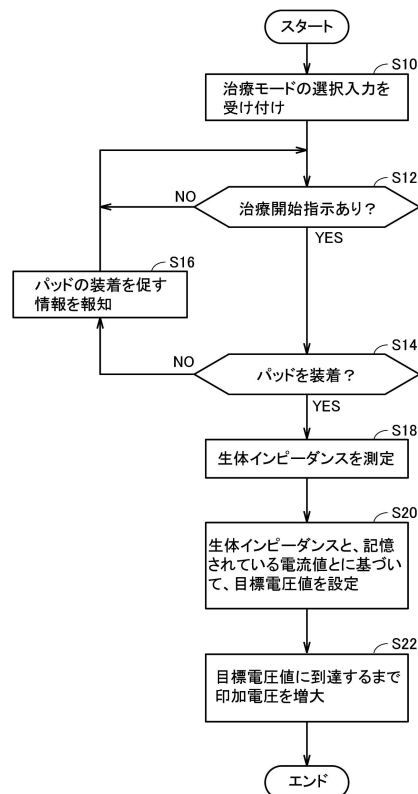 スタート
S10
治療モードの選択入力を
受け付け
S12
治療開始指示あり？
NO
YES
S16
パッドの装着を促す
情報を報知
S14
パッドを装着？
NO
YES
S18
生体インピーダンスを測定
S20
生体インピーダンスと、記憶
されている電流値とに基づい
て、目標電圧値を設定
S22
目標電圧値に到達するまで
印加電圧を増大
エンド